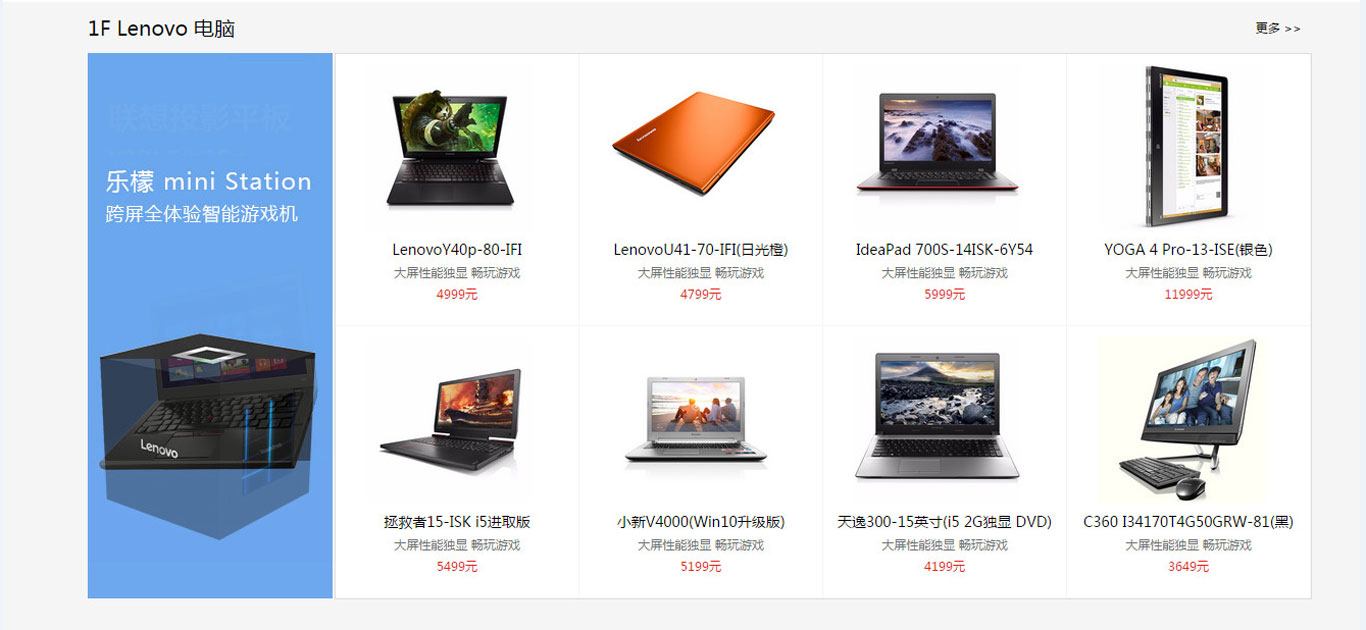 1F Lenovo 电脑
更多 >>
联想投影平板
乐檬 mini Station
跨屏全体验智能游戏机
Lenovo
LenovoY40p-80-IFI
大屏性能独显 畅玩游戏
4999元
LenovoU41-70-IFI(日光橙)
大屏性能独显 畅玩游戏
4799元
IdeaPad 700S-14ISK-6Y54
大屏性能独显 畅玩游戏
5999元
YOGA 4 Pro-13-ISE(银色)
大屏性能独显 畅玩游戏
11999元
拯救者15-ISK i5进取版
大屏性能独显 畅玩游戏
5499元
小新V4000(Win10升级版)
大屏性能独显 畅玩游戏
5199元
天逸300-15英寸(i5 2G独显 DVD)
大屏性能独显 畅玩游戏
4199元
C360 I34170T4G50GRW-81(黑)
大屏性能独显 畅玩游戏
3649元